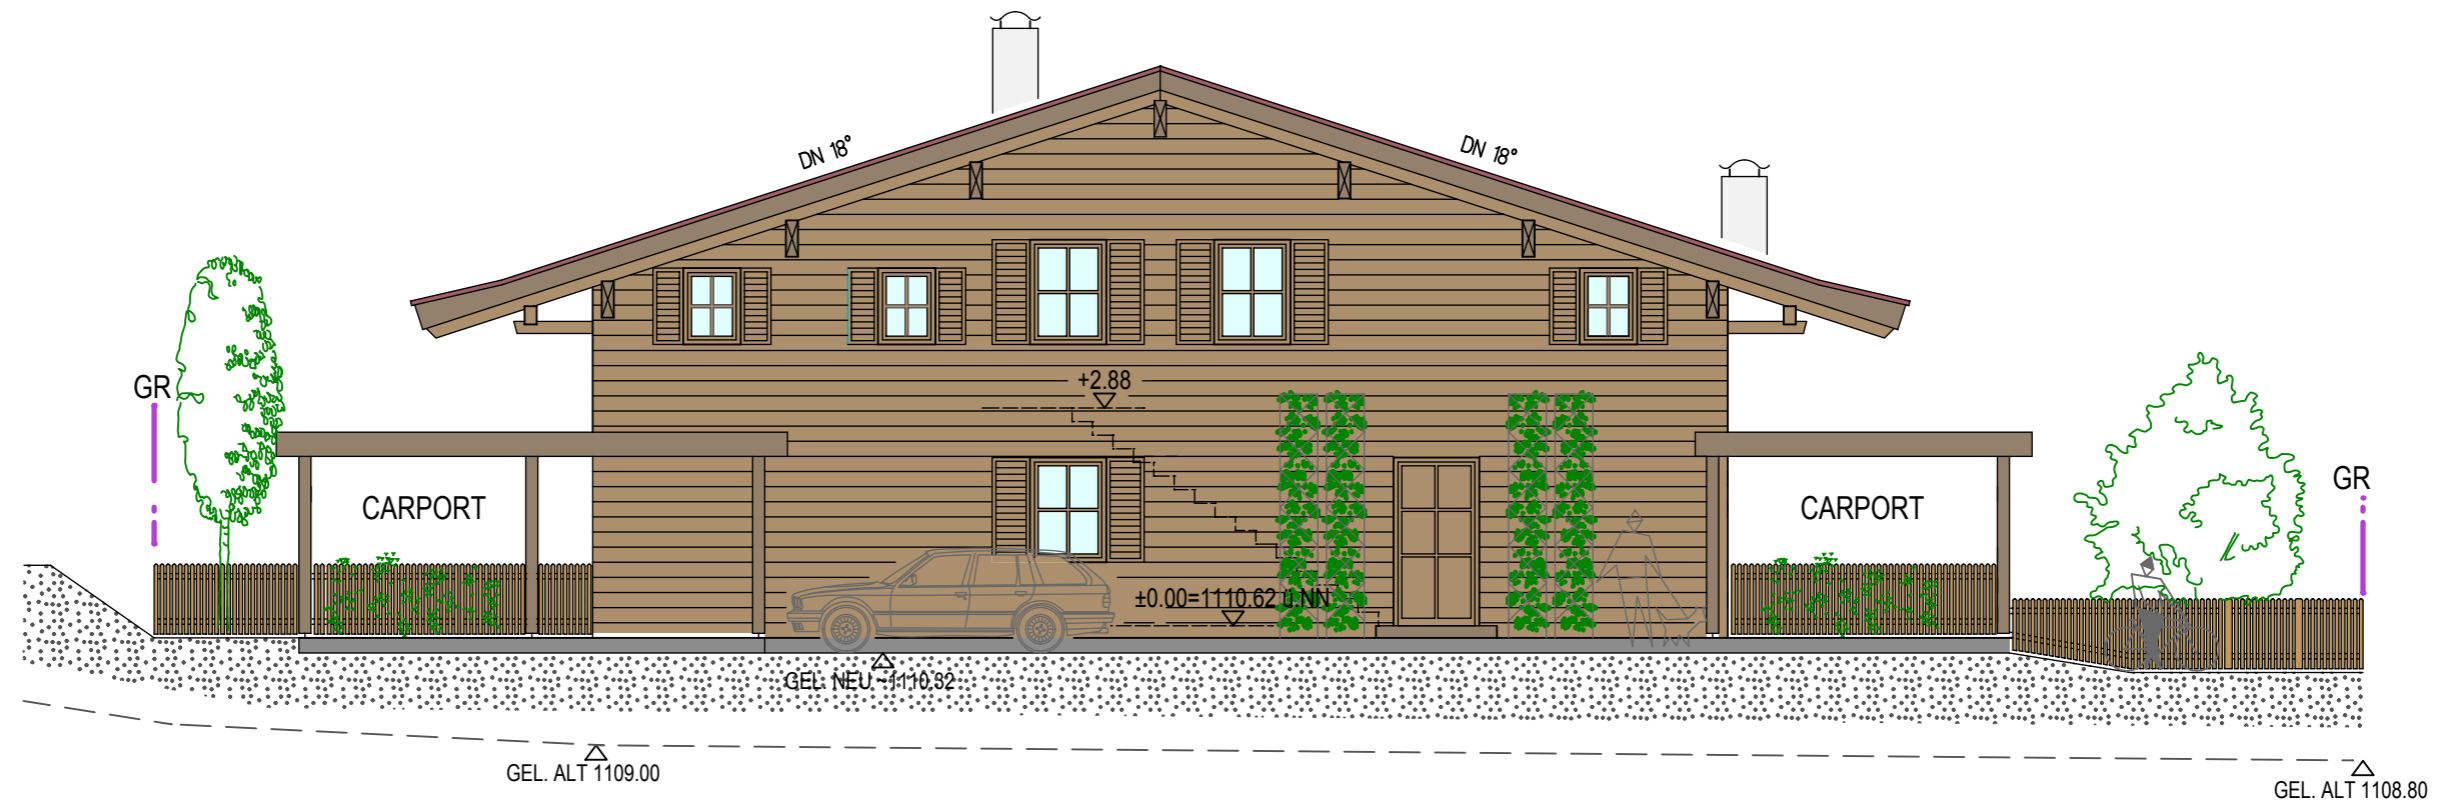 DN 18°
DN 18°
+2.88
GR
GR
CARPORT
CARPORT
±0.00=1110.62 ü.NN
GEL. NEU ~1110.32
GEL. ALT 1109.00
GEL. ALT 1108.80